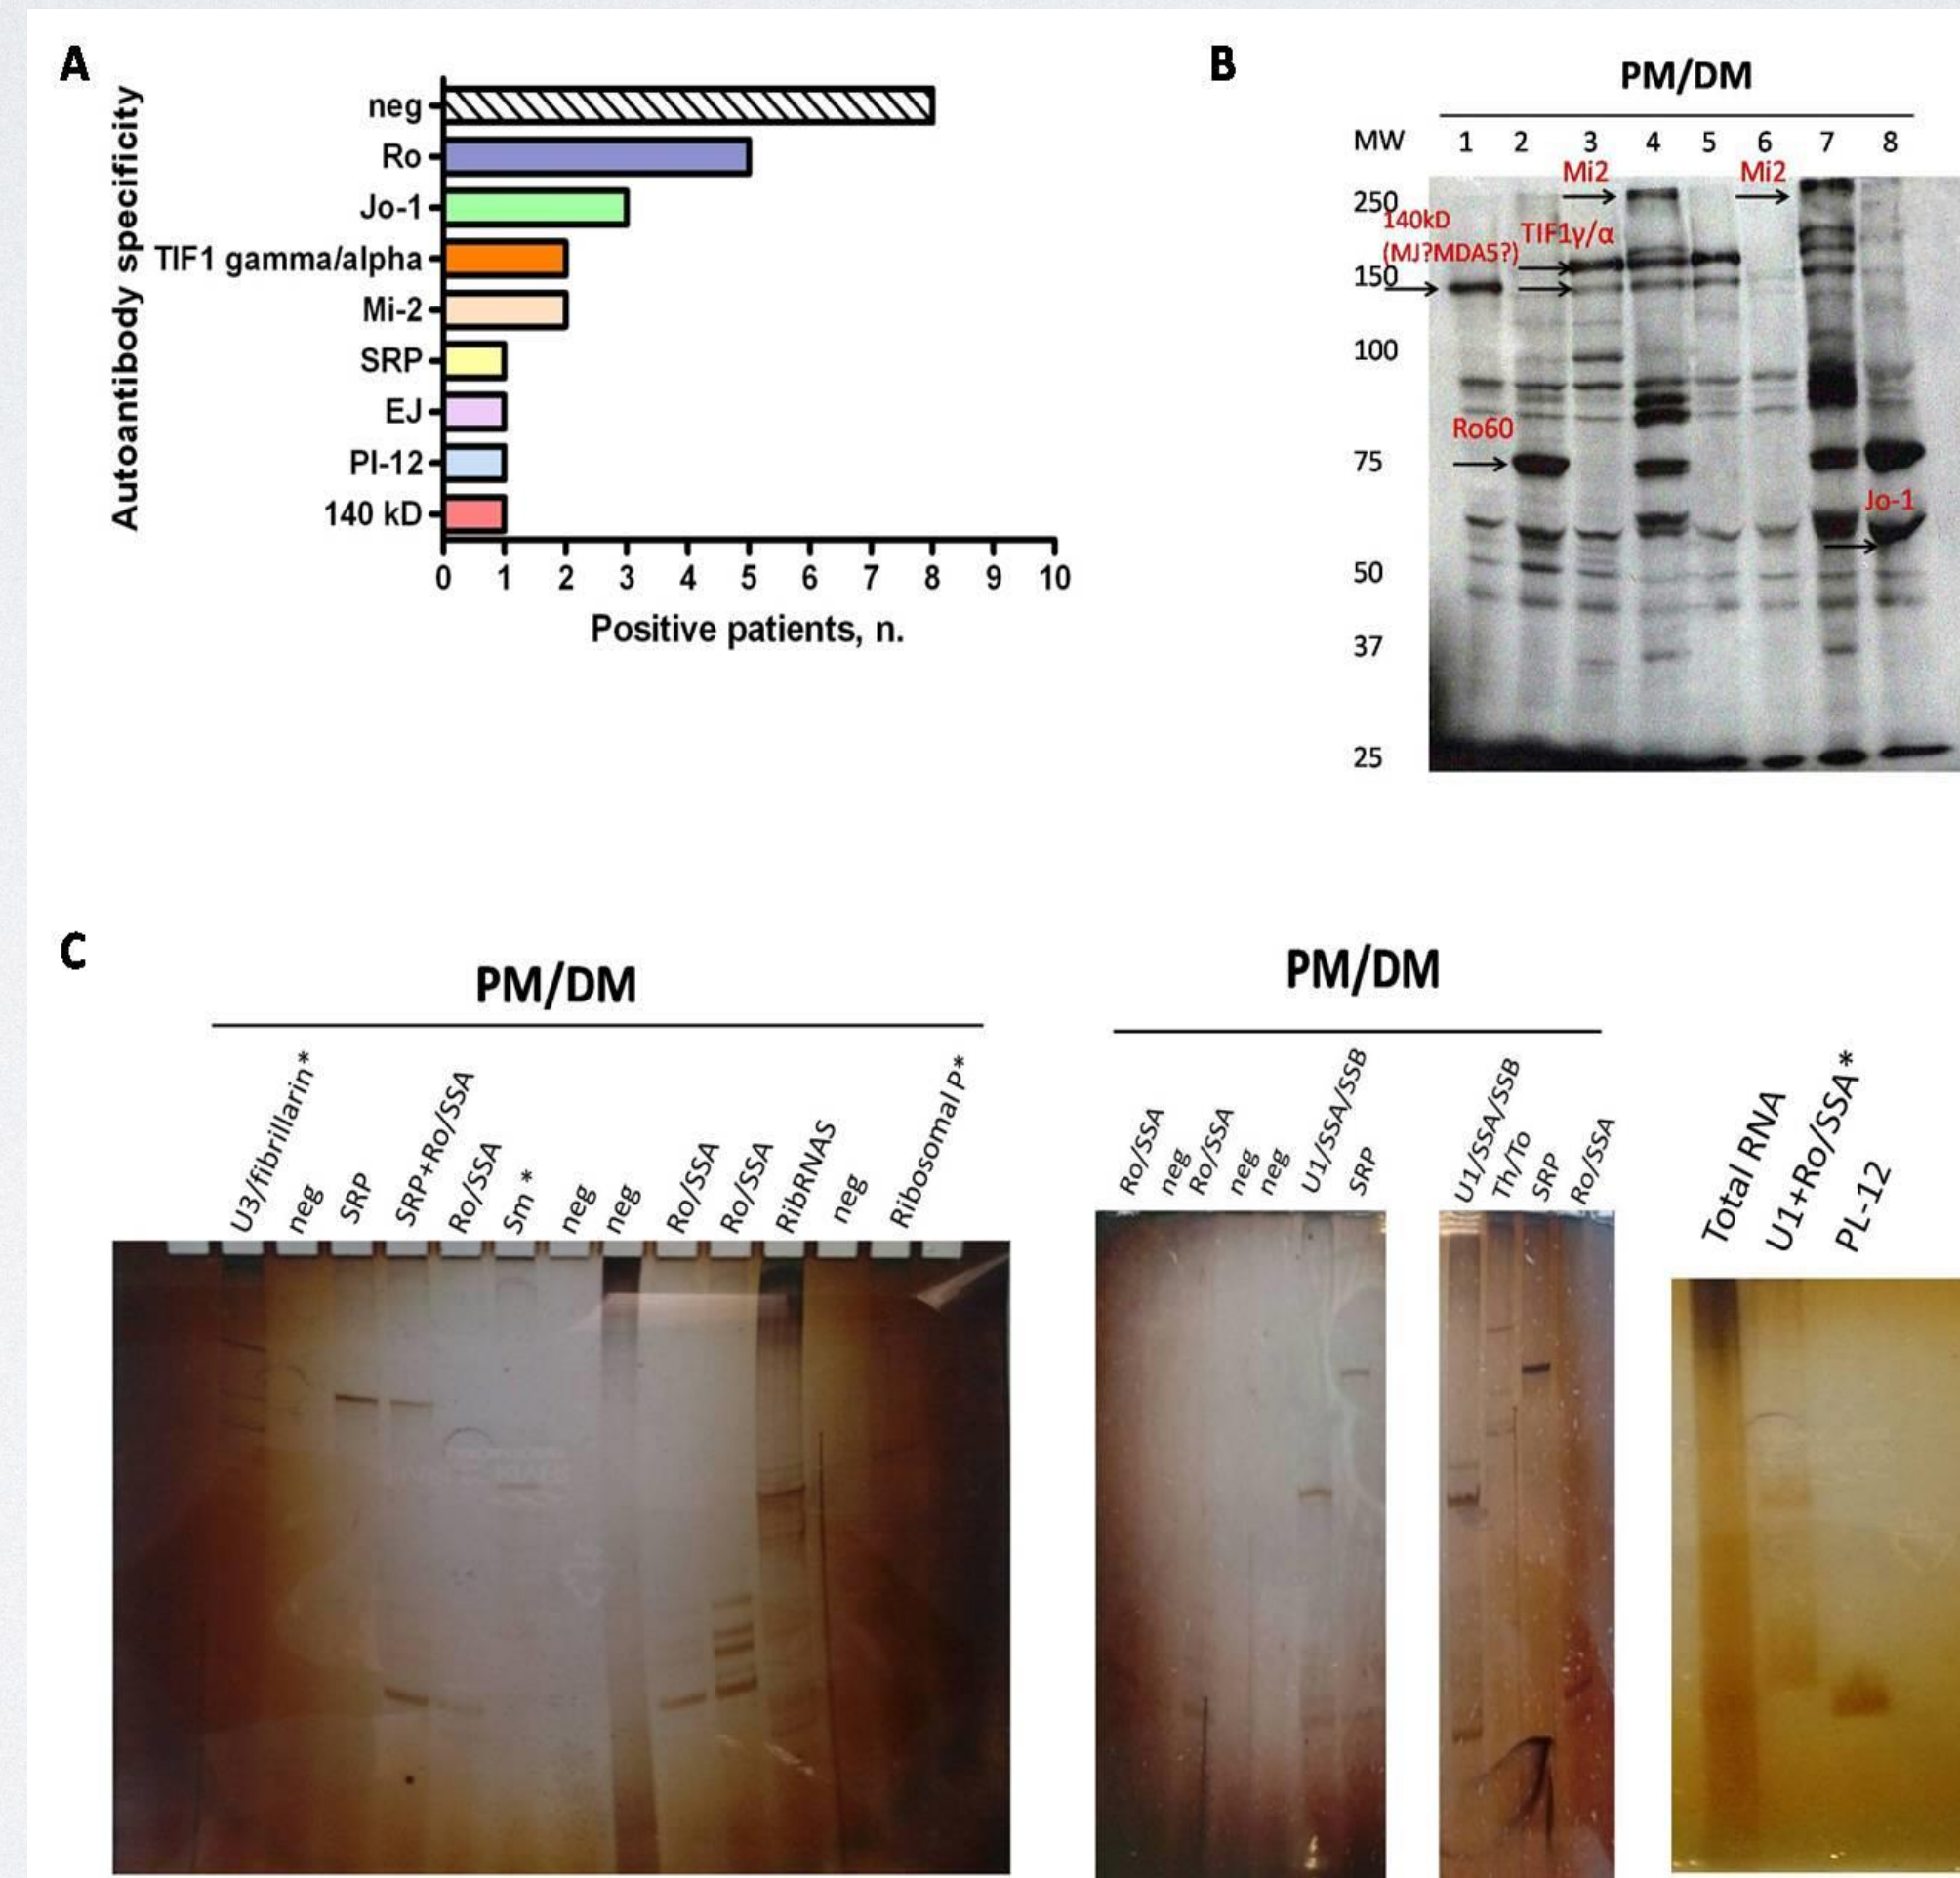 A
Autoantibody specificity
neg
Ro
Jo-1
TIF1 gamma/alpha
Mi-2
SRP
EJ
Pl-12
140 kD
0 1 2 3 4 5 6 7 8 9 10
Positive patients, n.
B
PM/DM
MW 1 2 3 4 5 6 7 8
Mi2 Mi2
250
140kD
(MJ?MDA5?)
TIF1γ/α
150
100
Ro60
75
Jo-1
50
37
25
C
PM/DM
U3/fibrillarin*
neg
SRP
SRP+Ro/SSA
Ro/SSA
Sm *
neg
neg
Ro/SSA
Ro/SSA
RibRNAS
neg
Ribosomal P*
PM/DM
Ro/SSA
neg
Ro/SSA
neg
neg
U1/SSA/SSB
SRP
U1/SSA/SSB
Th/To
SRP
Ro/SSA
Total RNA
U1+Ro/SSA*
PL-12